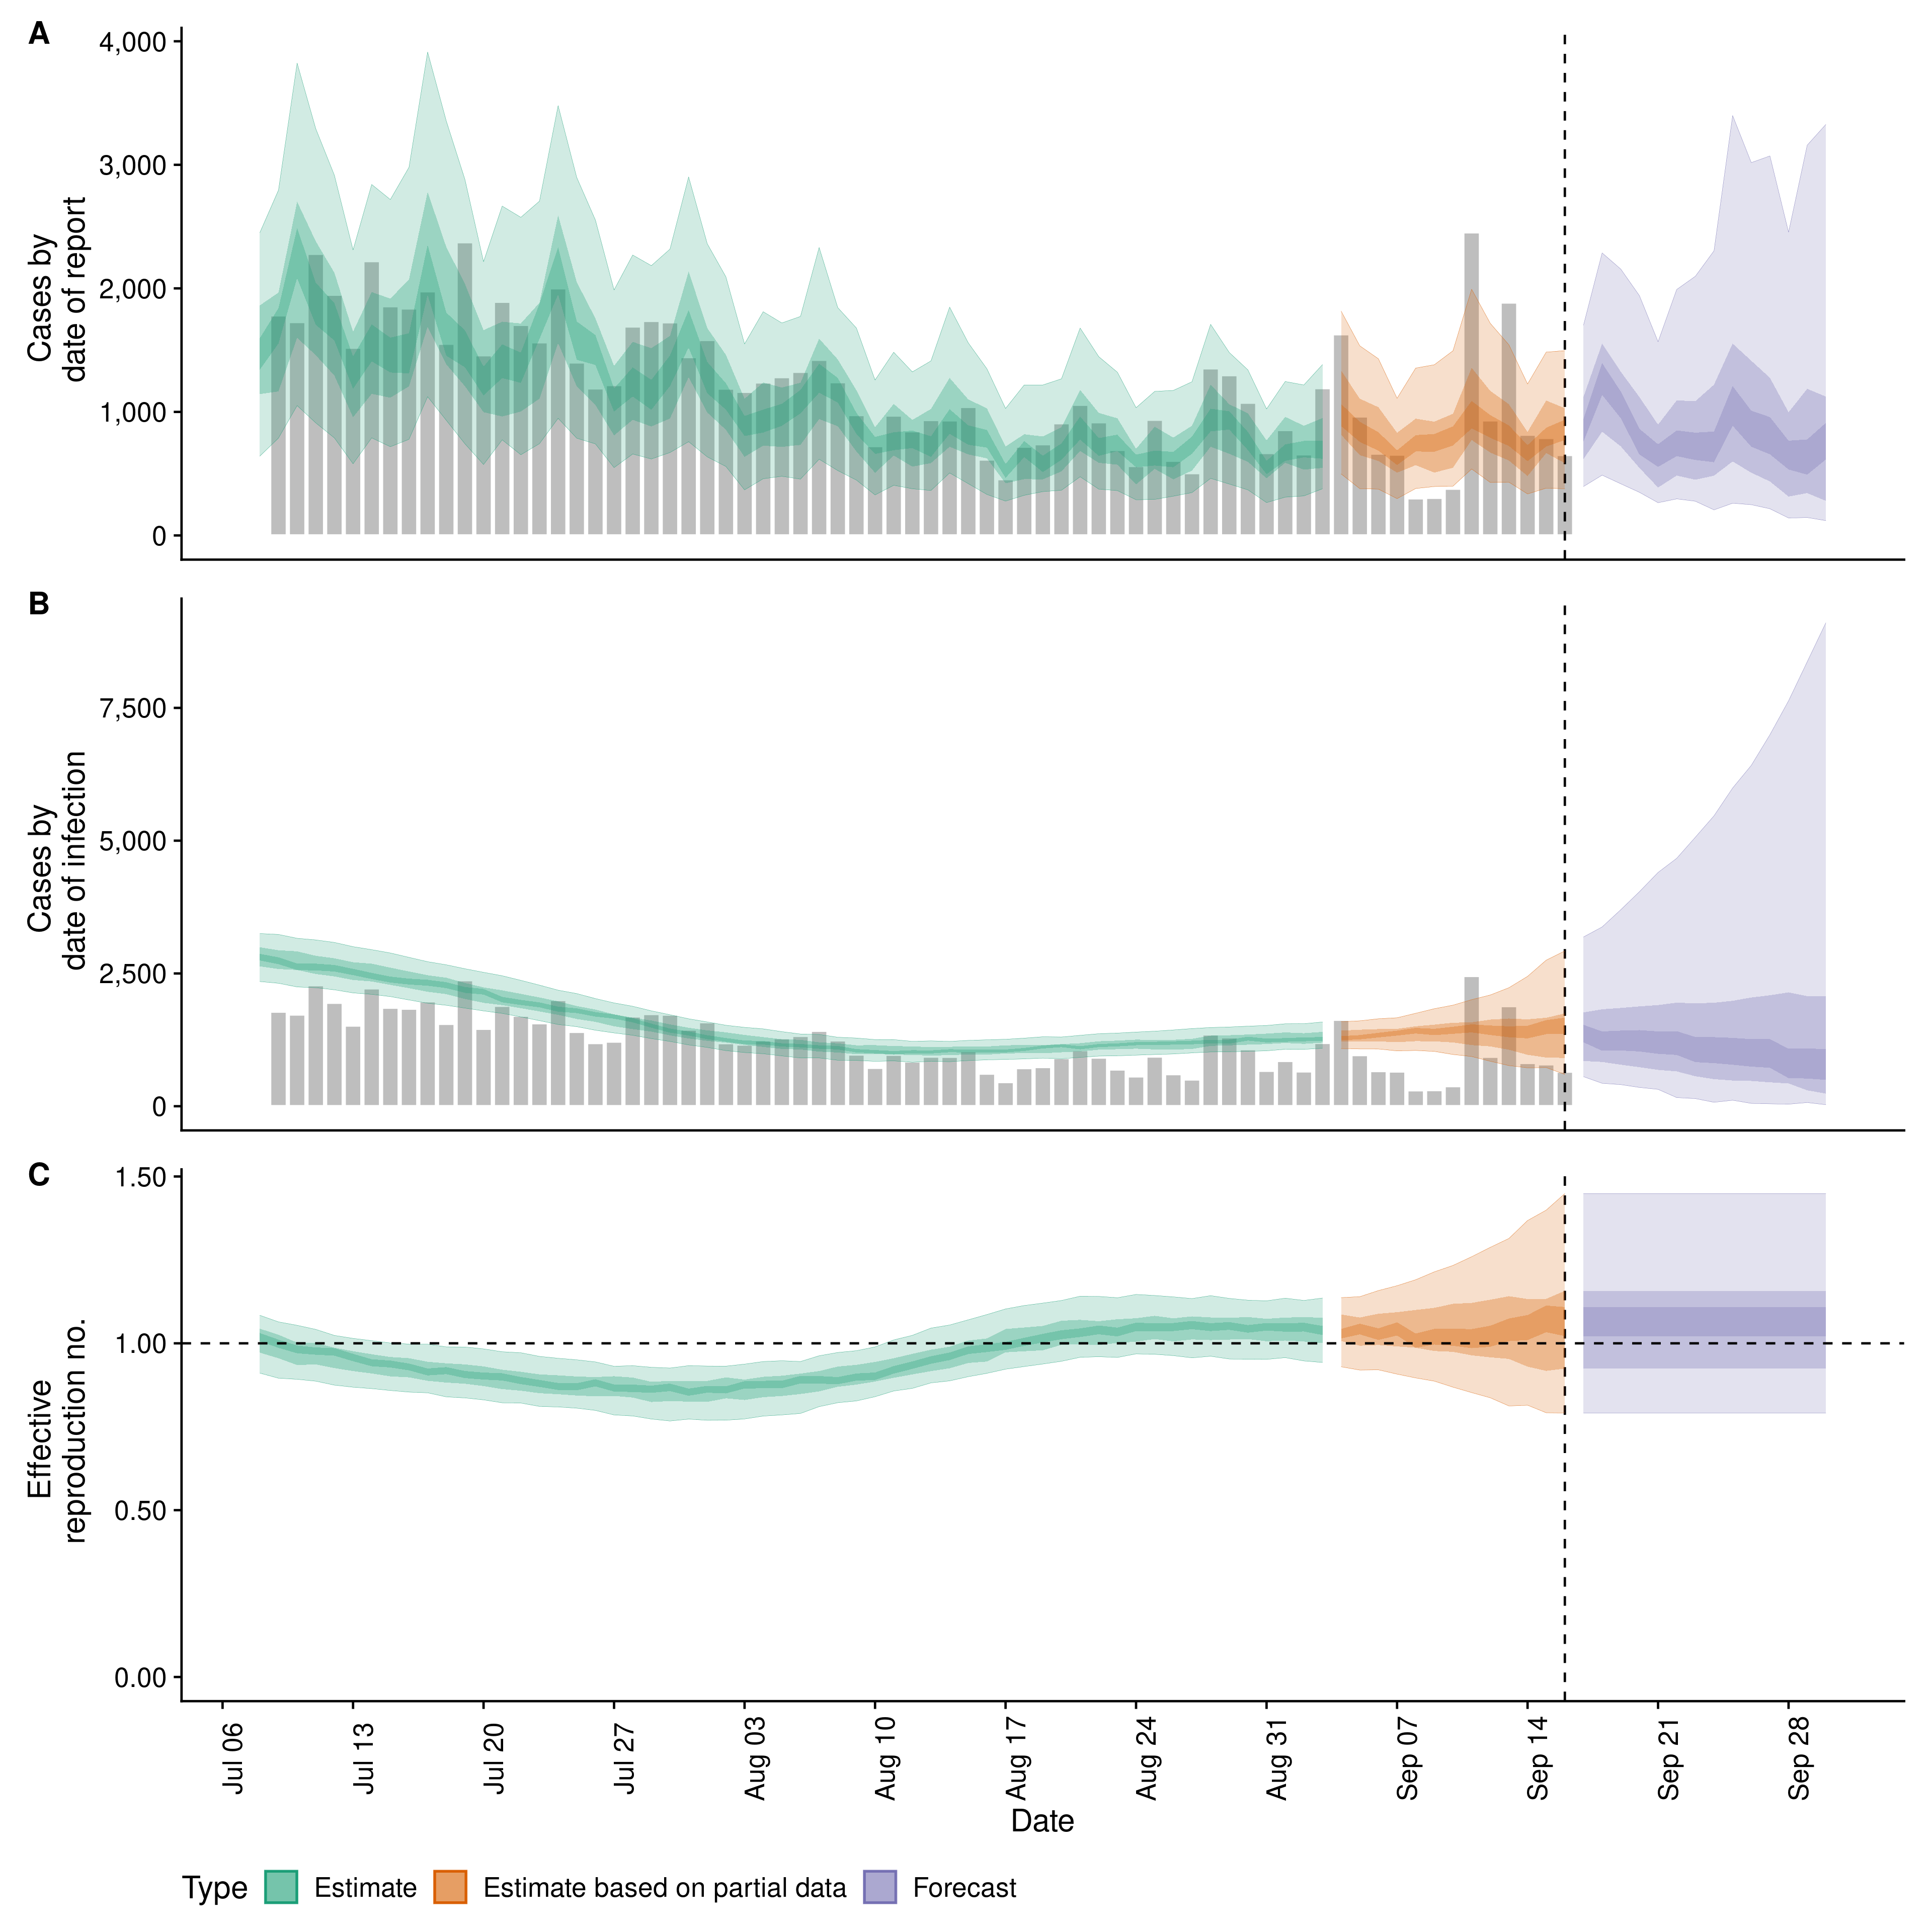 A
Cases by
date of report
4,000
3,000
2,000
1,000
0
B
Cases by
date of infection
7,500
5,000
2,500
0
C
Effective
reproduction no.
1.50
1.00
0.50
0.00
Jul 06
Jul 13
Jul 20
Jul 27
Aug 03
Aug 10
Aug 17
Aug 24
Aug 31
Sep 07
Sep 14
Sep 21
Sep 28
Date
Type Estimate Estimate based on partial data Forecast